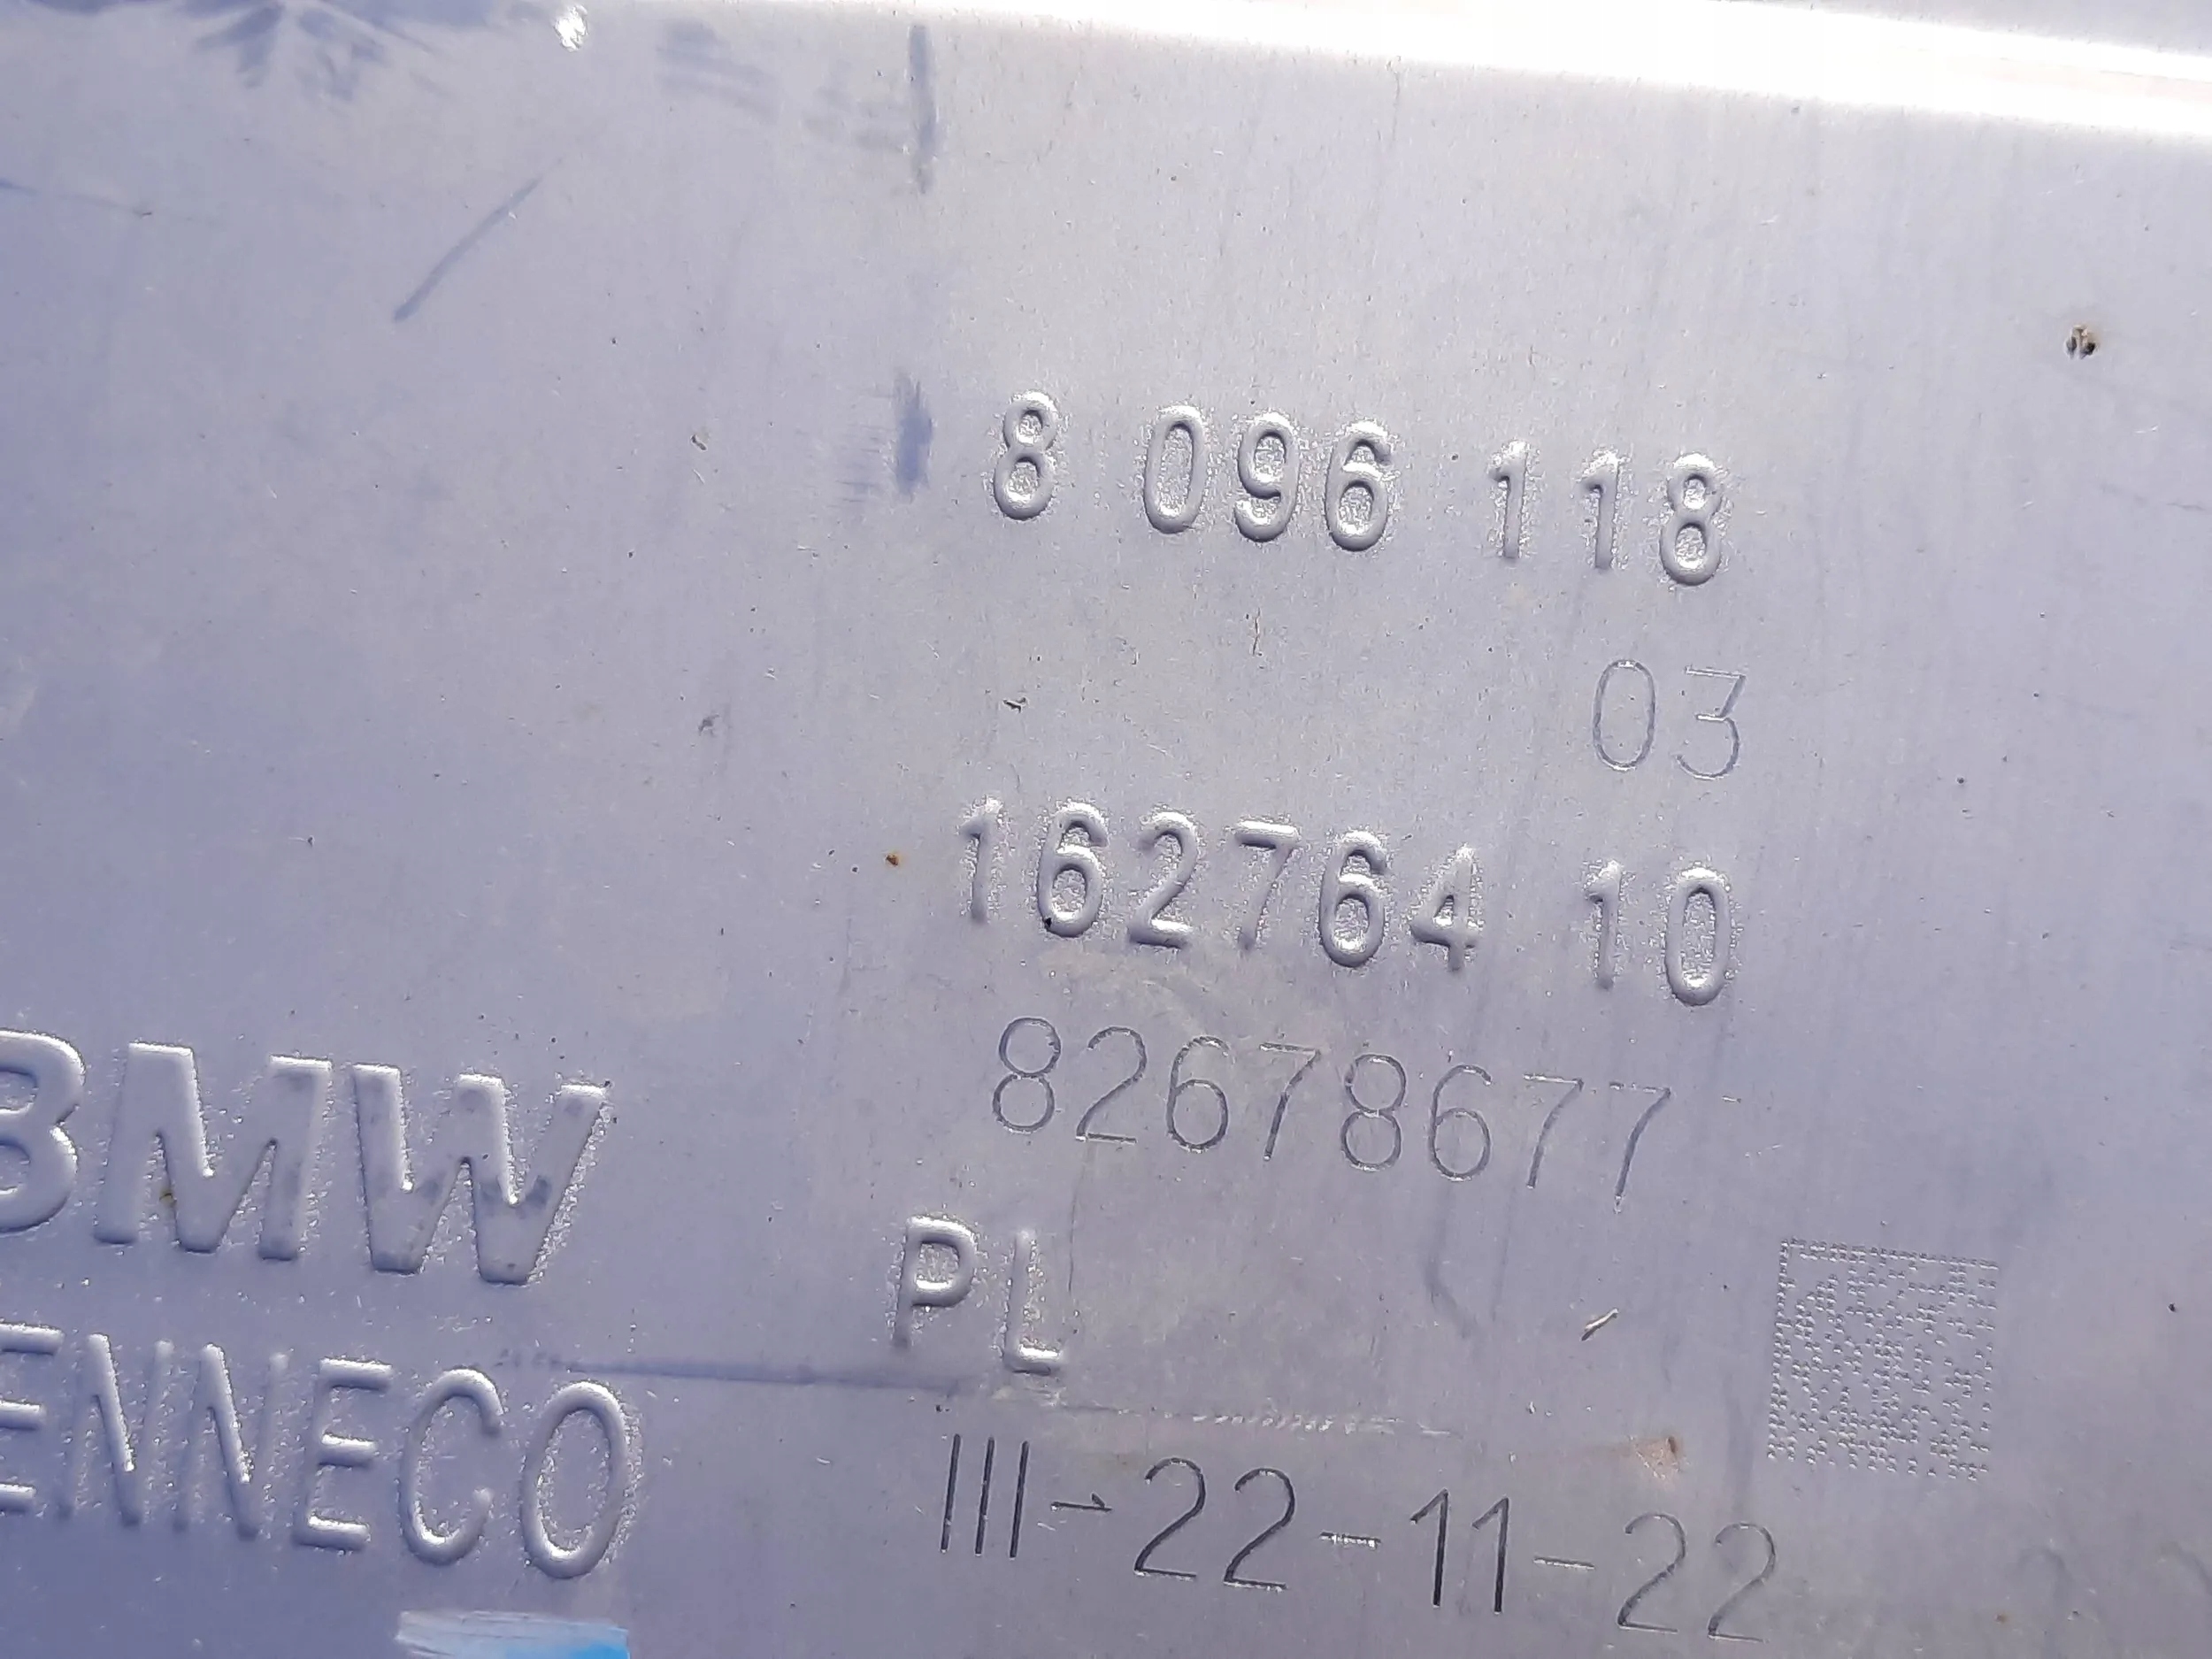 8 096 118
03
162764 10
82678677
BMW
PL
ENNECO
III-22-11-22